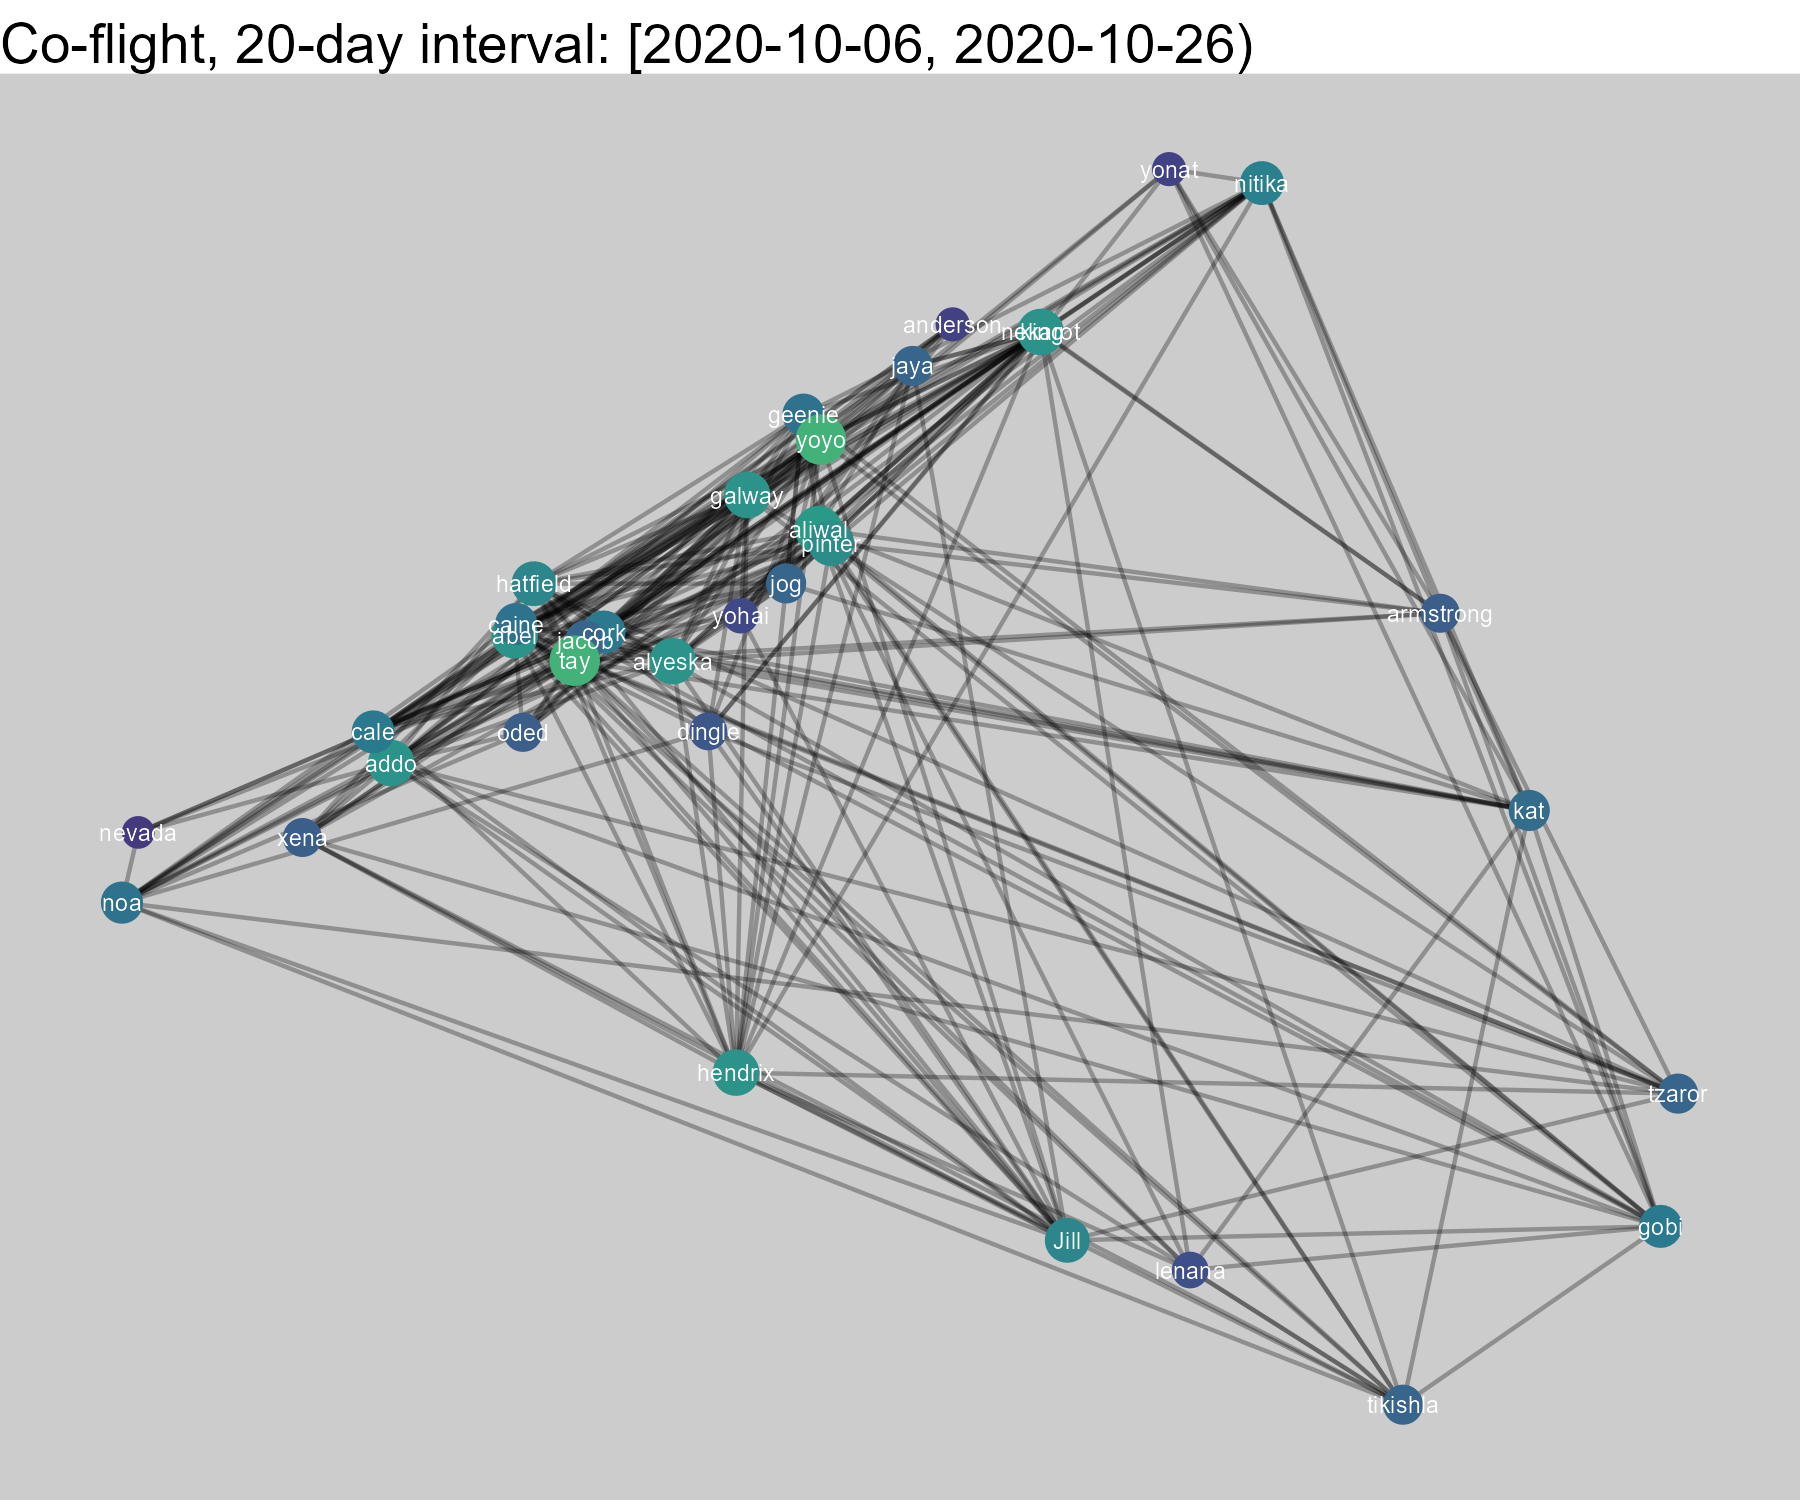 Co-flight, 20-day interval: [2020-10-06, 2020-10-26)
yonat
nitika
anderson
king
jaya
geenie
yoyo
galway
aliwal
pinter
hatfield
jog
armstrong
yohai
caine
abel
cork
jacob
tay
alyeska
cale
oded
dingle
addo
kat
nevada
xena
noa
hendrix
tzaror
gobi
Jill
lenana
tikishla